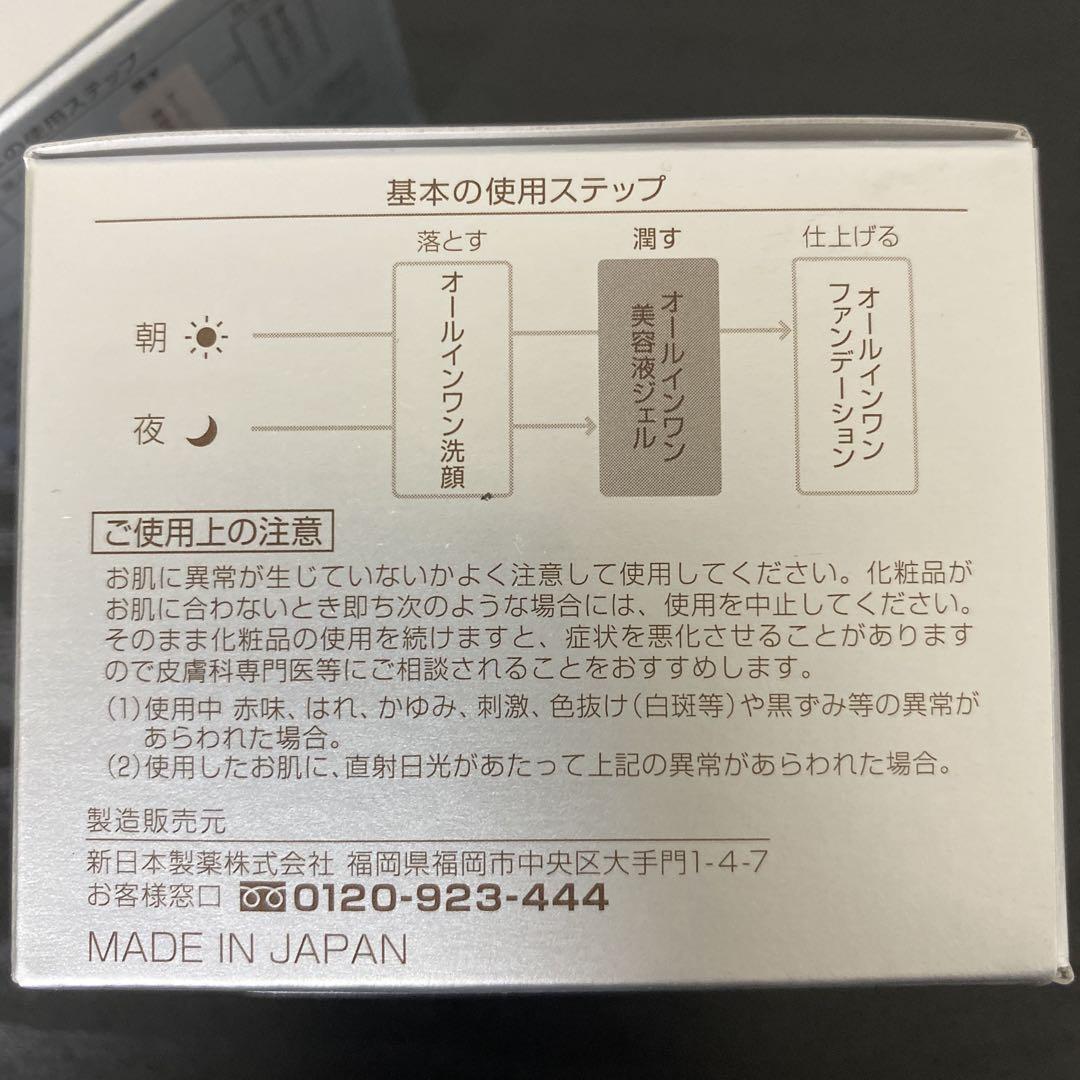 の使用ステップ
基本の使用ステップ
落とす
潤す
仕上げる
朝
夜
オールインワン洗顔
オールインワン
美容液ジェル
オールインワン
ファンデーション
ご使用上の注意
お肌に異常が生じていないかよく注意して使用してください。化粧品が
お肌に合わないとき即ち次のような場合には、使用を中止してください。
そのまま化粧品の使用を続けますと、症状を悪化させることがあります
ので皮膚科専門医等にご相談されることをおすすめします。
(1)使用中 赤味、はれ、かゆみ、刺激、色抜け(白斑等)や黒ずみ等の異常が
あらわれた場合。
(2)使用したお肌に、直射日光があたって上記の異常があらわれた場合。
製造販売元
新日本製薬株式会社 福岡県福岡市中央区大手門1-4-7
お客様窓口 0120-923-444
MADE IN JAPAN